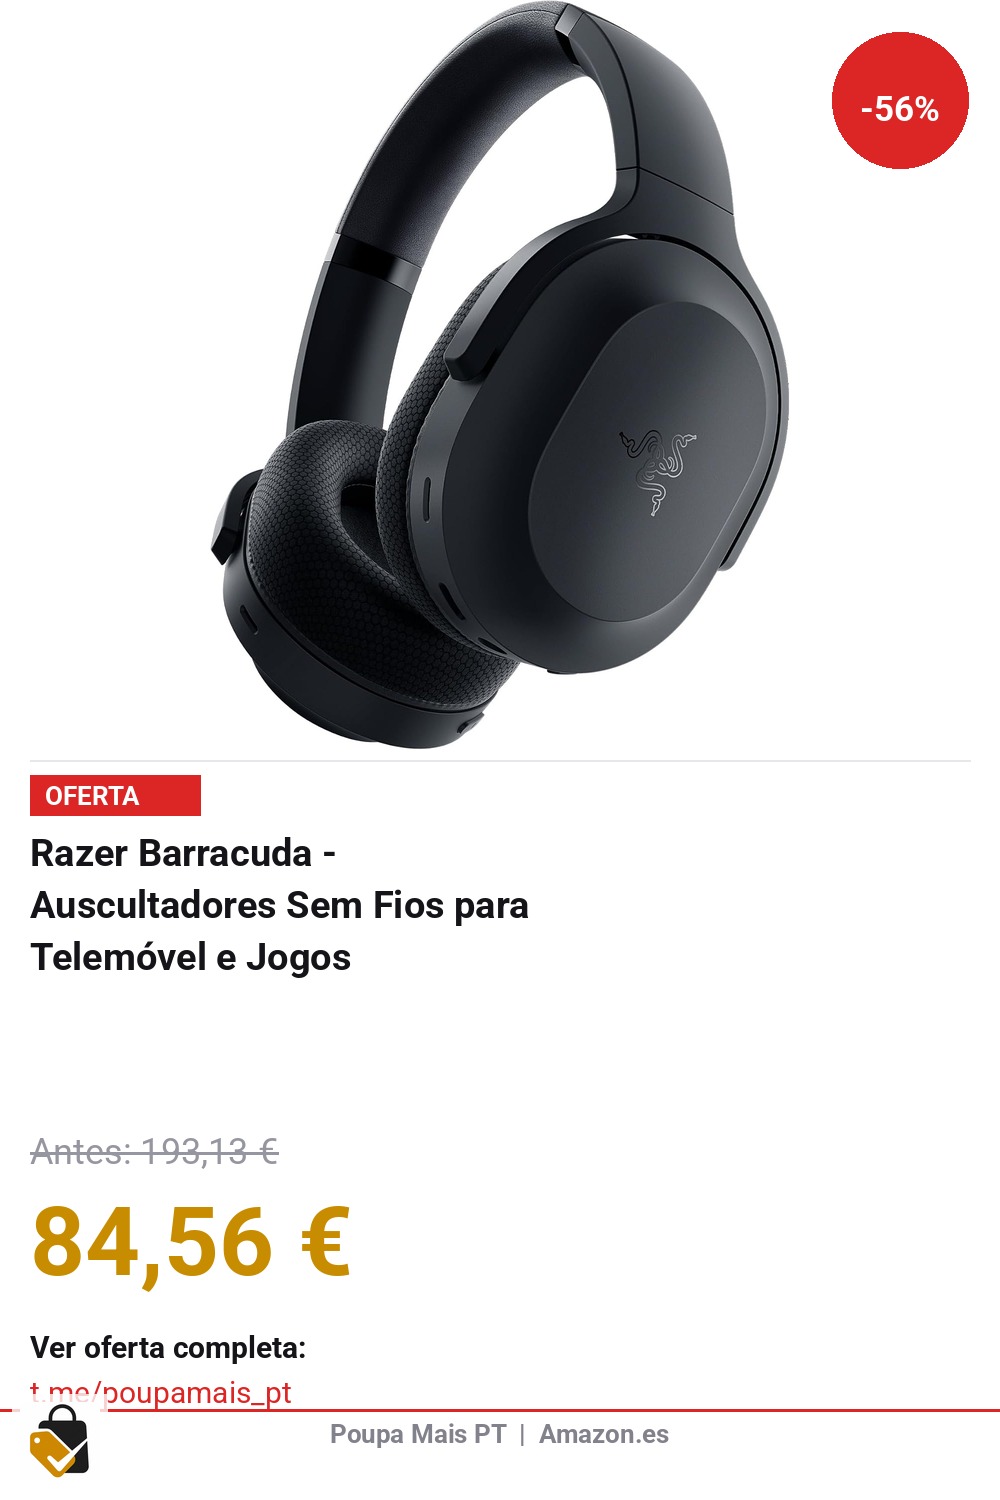 -56%
OFERTA
Razer Barracuda -
Auscultadores Sem Fios para
Telemóvel e Jogos
Antes: 193,13 €
84,56 €
Ver oferta completa:
t.me/poupamais_pt
Poupa Mais PT | Amazon.es